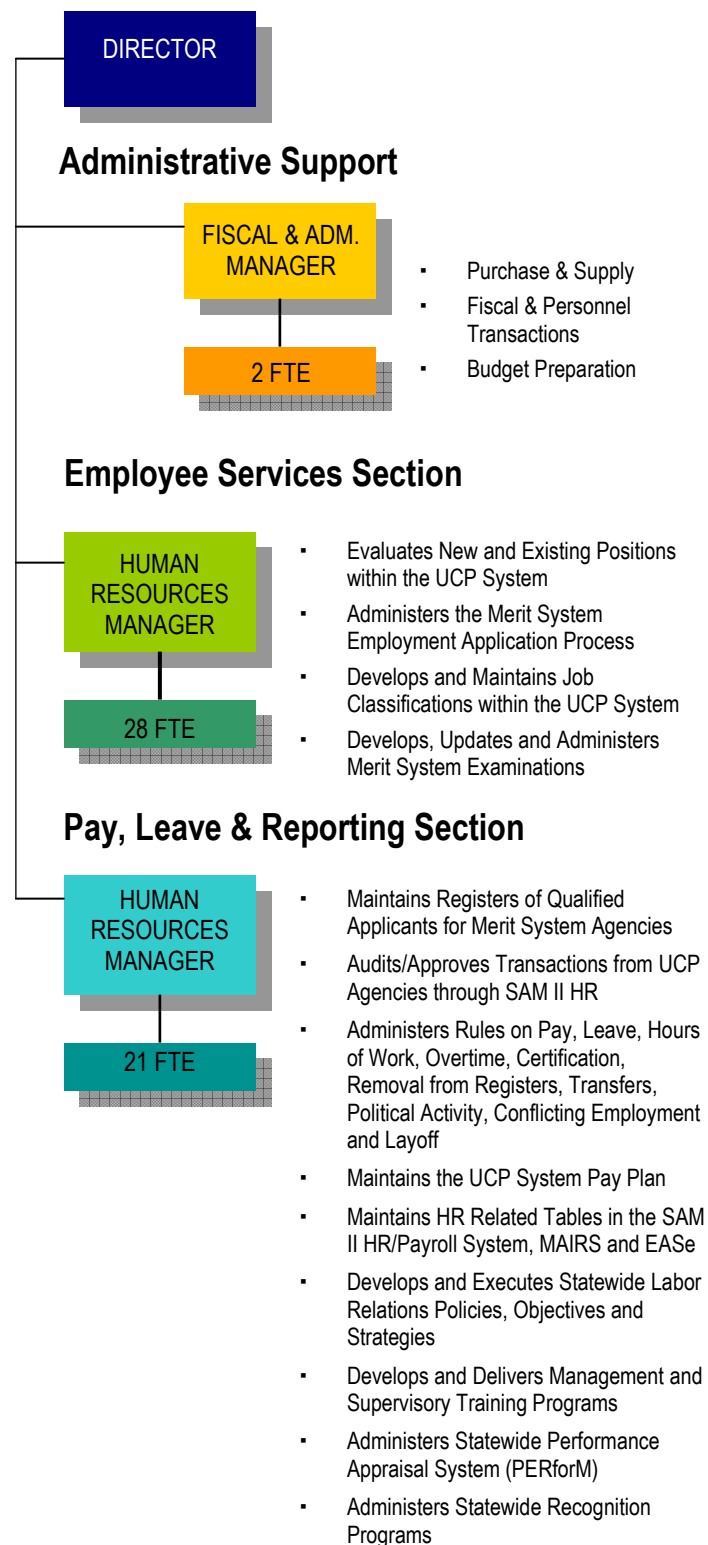 DIRECTOR
Administrative Support
FISCAL & ADM.
MANAGER
2 FTE
▪ Purchase & Supply
▪ Fiscal & Personnel
Transactions
▪ Budget Preparation
Employee Services Section
HUMAN
RESOURCES
MANAGER
28 FTE
▪ Evaluates New and Existing Positions
within the UCP System
▪ Administers the Merit System
Employment Application Process
▪ Develops and Maintains Job
Classifications within the UCP System
▪ Develops, Updates and Administers
Merit System Examinations
Pay, Leave & Reporting Section
HUMAN
RESOURCES
MANAGER
21 FTE
▪ Maintains Registers of Qualified
Applicants for Merit System Agencies
▪ Audits/Approves Transactions from UCP
Agencies through SAM II HR
▪ Administers Rules on Pay, Leave, Hours
of Work, Overtime, Certification,
Removal from Registers, Transfers,
Political Activity, Conflicting Employment
and Layoff
▪ Maintains the UCP System Pay Plan
▪ Maintains HR Related Tables in the SAM
II HR/Payroll System, MAIRS and EASe
▪ Develops and Executes Statewide Labor
Relations Policies, Objectives and
Strategies
▪ Develops and Delivers Management and
Supervisory Training Programs
▪ Administers Statewide Performance
Appraisal System (PERforM)
▪ Administers Statewide Recognition
Programs